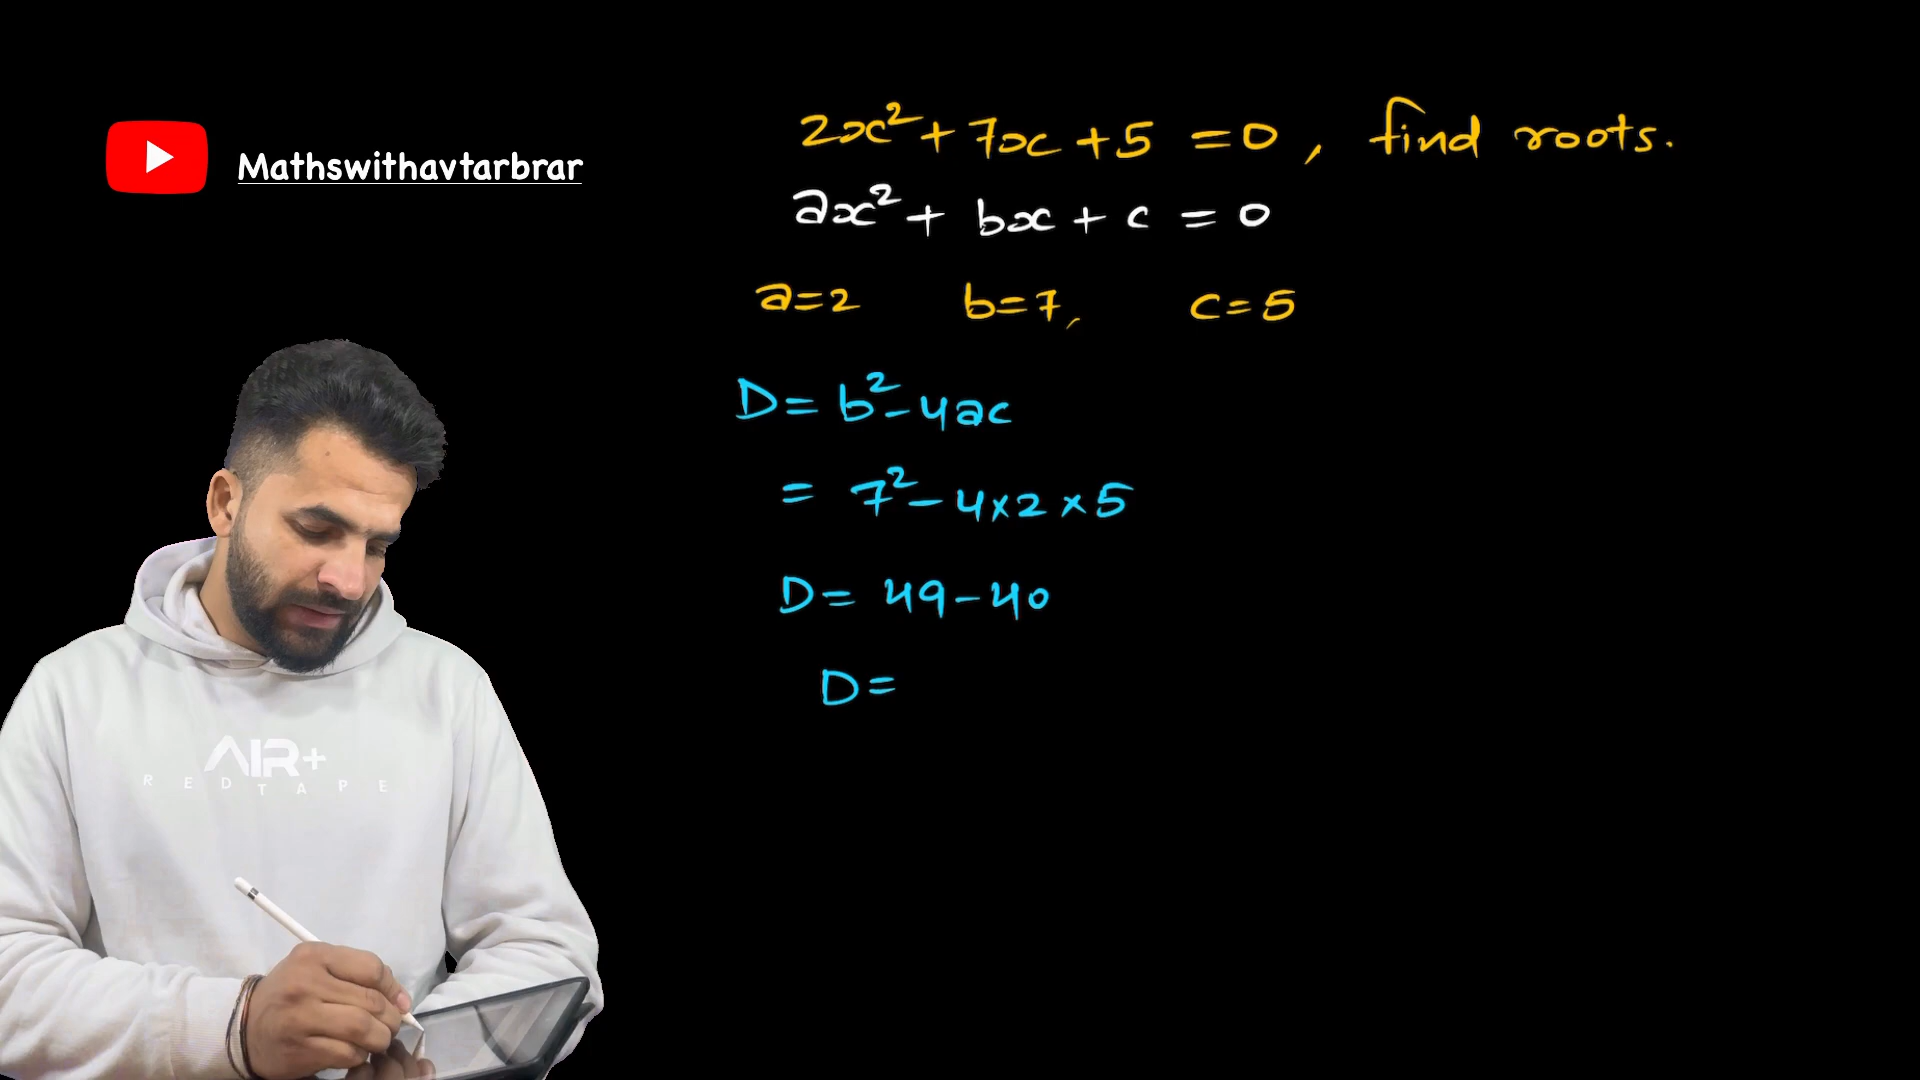 Mathswithavtarbrar
2x² + 7x + 5 = 0, find roots.
ax² + bx + c = 0
a=2 b=7, c=5
D= b²-4ac
= 7² - 4×2×5
D= 49-40
D=
AIR+
REDTAPE